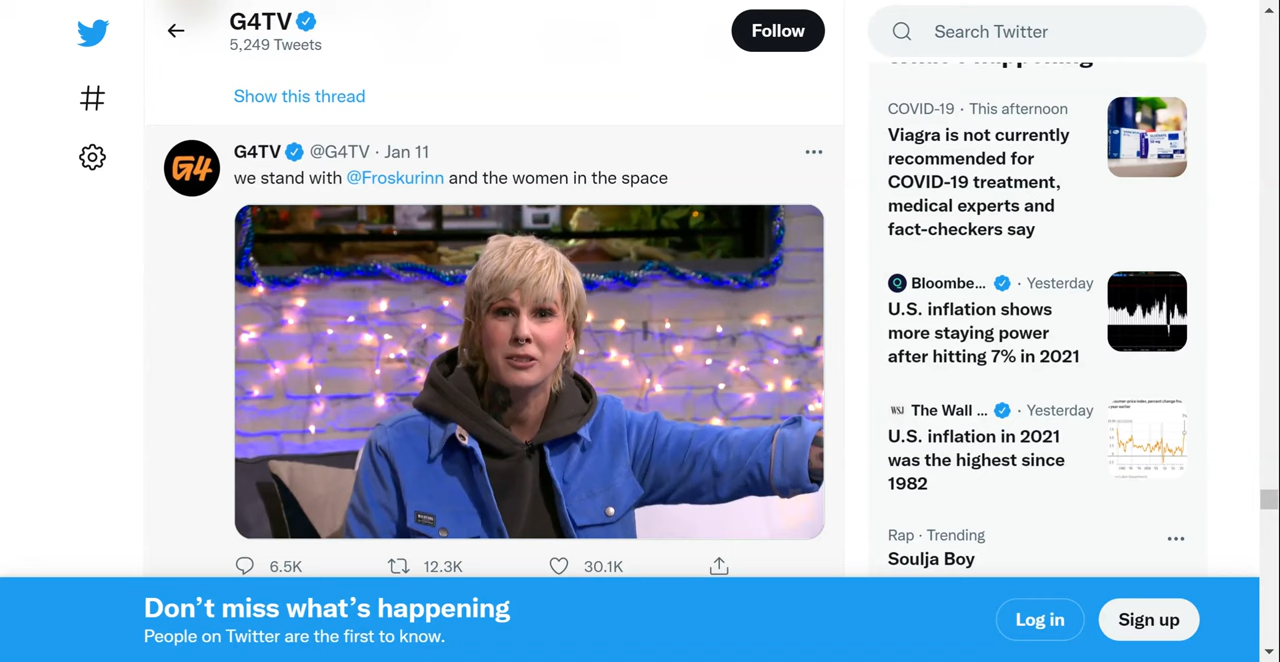 G4TV
5,249 Tweets
Follow
Search Twitter
Show this thread
G4
G4TV @G4TV · Jan 11
we stand with @Froskurinn and the women in the space
6.5K
12.3K
30.1K
What's happening
COVID-19 · This afternoon
Viagra is not currently
recommended for
COVID-19 treatment,
medical experts and
fact-checkers say
Bloombe... · Yesterday
U.S. inflation shows
more staying power
after hitting 7% in 2021
WSJ The Wall ... · Yesterday
U.S. inflation in 2021
was the highest since
1982
Rap · Trending
Soulja Boy
Don't miss what's happening
People on Twitter are the first to know.
Log in
Sign up